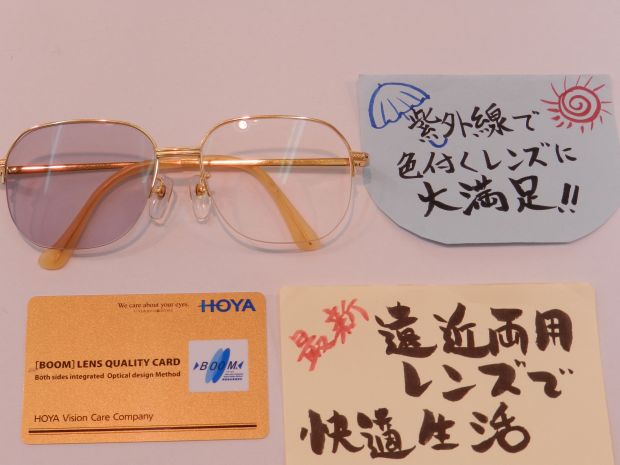 紫外線で
色付くレンズに
大満足!!
We care about your eyes.
HOYA
[BOOM] LENS QUALITY CARD
Both sides integrated Optical design Method
BOOM
HOYA Vision Care Company
最新
遠近両用
レンズで
快適生活